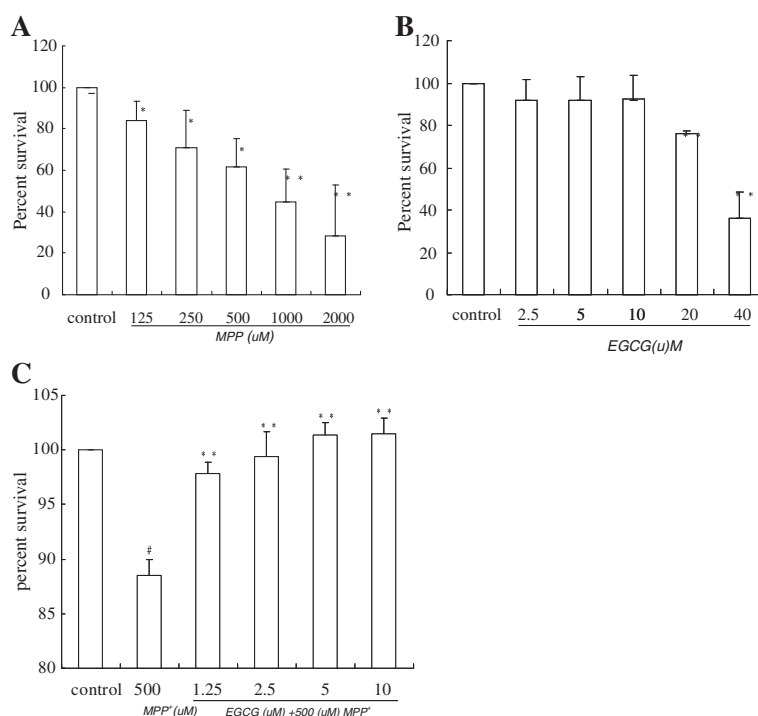 A
120
100
80
60
40
20
0
Percent survival
*
*
*
* *
* *
control 125 250 500 1000 2000
MPP (uM)
B
120
100
80
60
40
20
0
Percent survival
* *
* *
control 2.5 5 10 20 40
EGCG(u)M
C
105
100
95
90
85
80
percent survival
#
* *
* *
* *
* *
control 500 1.25 2.5 5 10
MPP⁺(uM) EGCG (uM) +500 (uM) MPP⁺